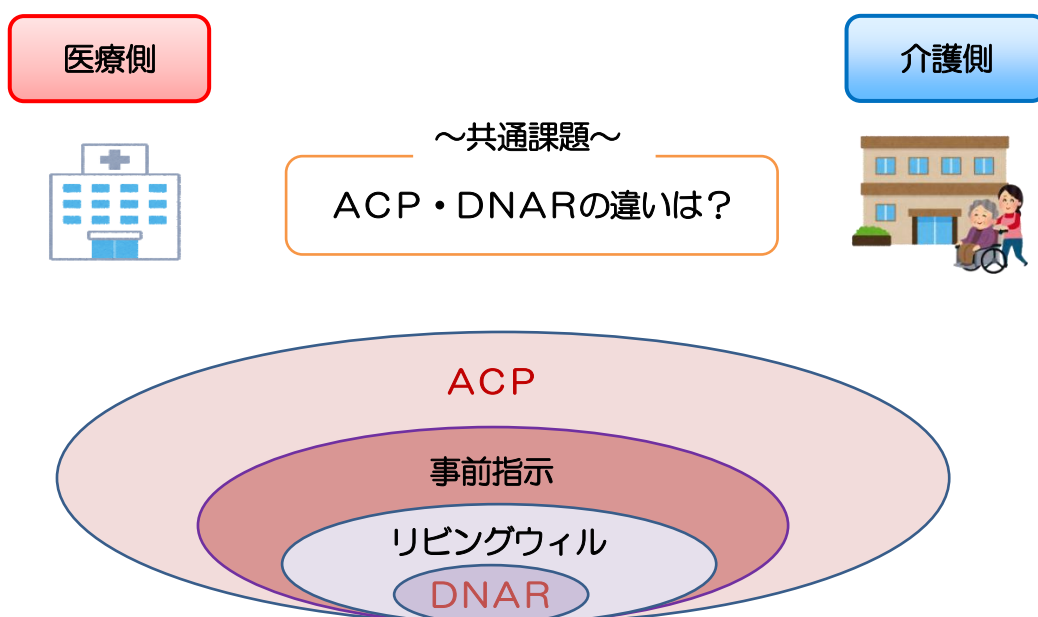 医療側
介護側
～共通課題～
ＡＣＰ・ＤＮＡＲの違いは？
ＡＣＰ
事前指示
リビングウィル
ＤＮＡＲ